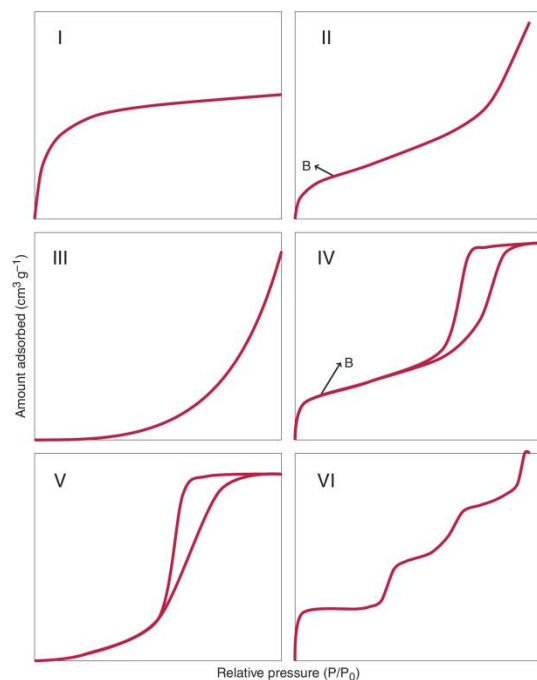 I
II
B
III
IV
B
V
VI
Amount adsorbed (cm³ g⁻¹)
Relative pressure (P/P₀)